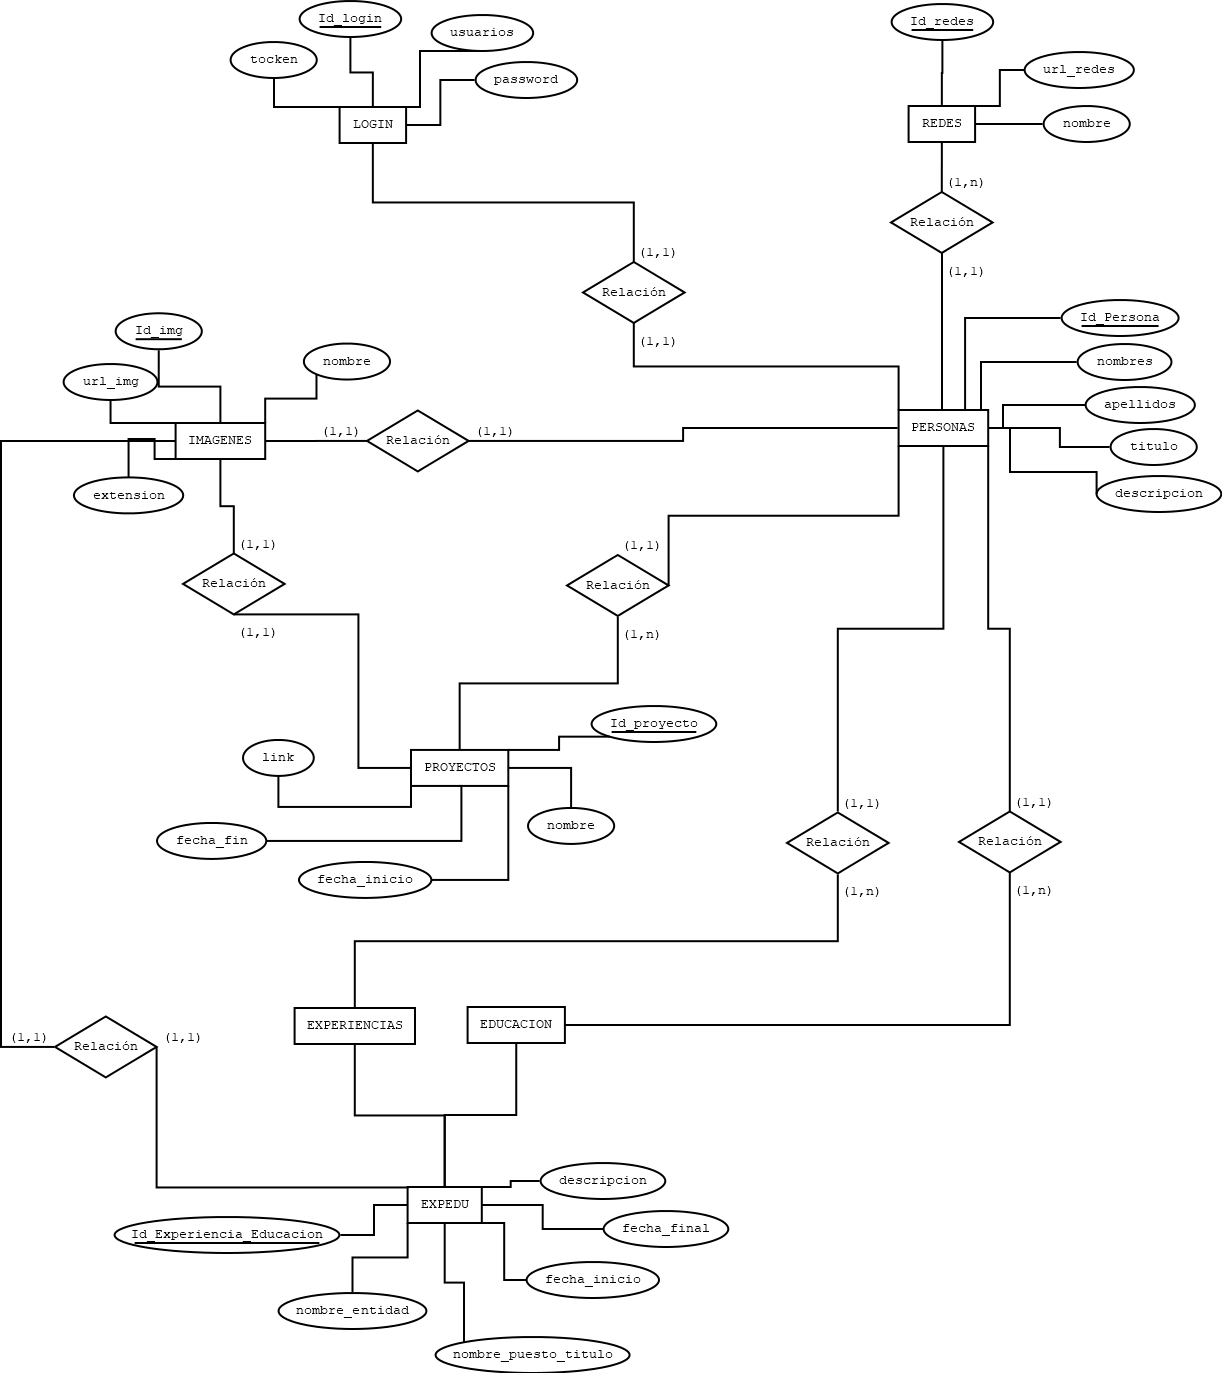 Id_login
usuarios
tocken
password
LOGIN
Id_redes
url_redes
nombre
REDES
(1,n)
Relación
(1,1)
(1,1)
Relación
(1,1)
Id_Persona
nombres
apellidos
titulo
descripcion
PERSONAS
Id_img
url_img
nombre
IMAGENES
extension
(1,1)
Relación
(1,1)
(1,1)
Relación
(1,1)
(1,1)
Relación
(1,n)
Id_proyecto
link
PROYECTOS
nombre
fecha_fin
fecha_inicio
(1,1)
Relación
(1,n)
(1,1)
Relación
(1,n)
EXPERIENCIAS
EDUCACION
(1,1)
Relación
(1,1)
descripcion
EXPEDU
fecha_final
Id_Experiencia_Educacion
fecha_inicio
nombre_entidad
nombre_puesto_titulo